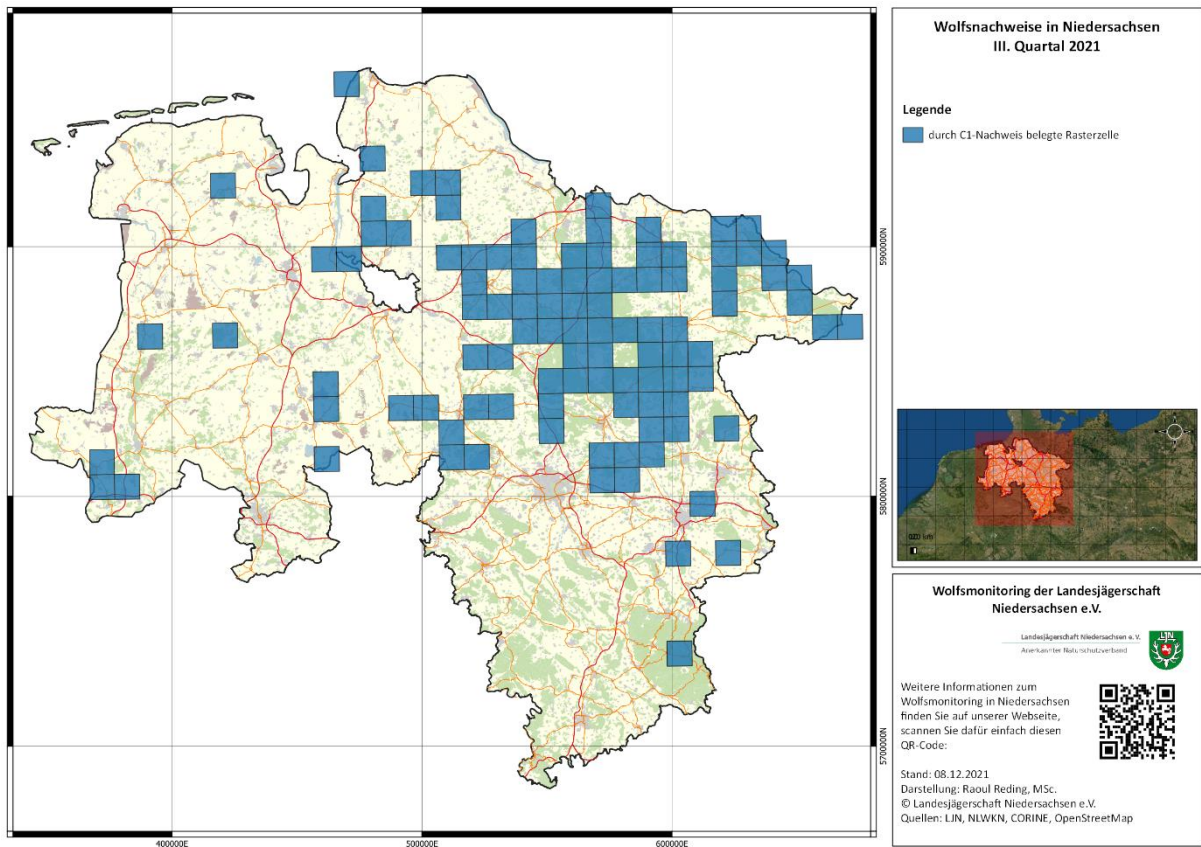 Wolfsnachweise in Niedersachsen
III. Quartal 2021
Legende
durch C1-Nachweis belegte Rasterzelle
5900000N
5800000N
5700000N
400000E
500000E
600000E
Wolfsmonitoring der Landesjägerschaft
Niedersachsen e.V.
Landesjägerschaft Niedersachsen e. V.
Anerkannter Naturschutzverband
LJN
Weitere Informationen zum
Wolfsmonitoring in Niedersachsen
finden Sie auf unserer Webseite,
scannen Sie dafür einfach diesen
QR-Code:
Stand: 08.12.2021
Darstellung: Raoul Reding, MSc.
© Landesjägerschaft Niedersachsen e.V.
Quellen: LJN, NLWKN, CORINE, OpenStreetMap